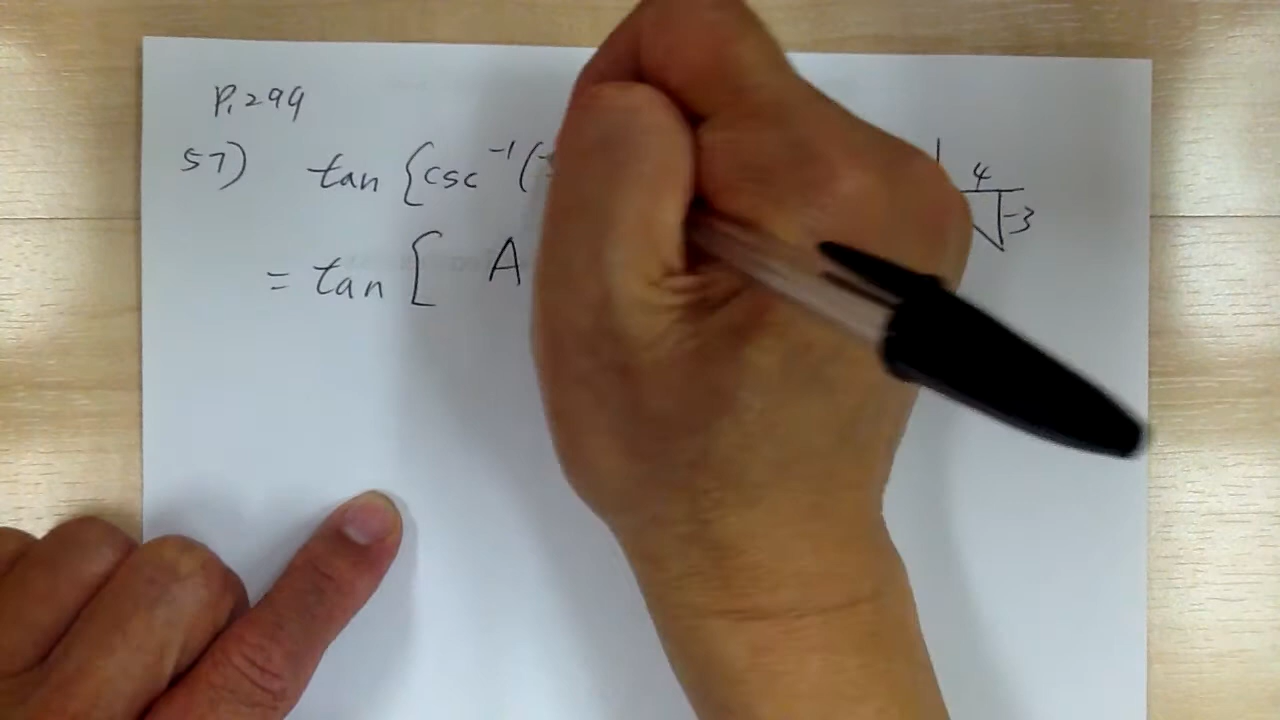 P. 299
57) tan {csc⁻¹(-
= tan [ A
4
-3